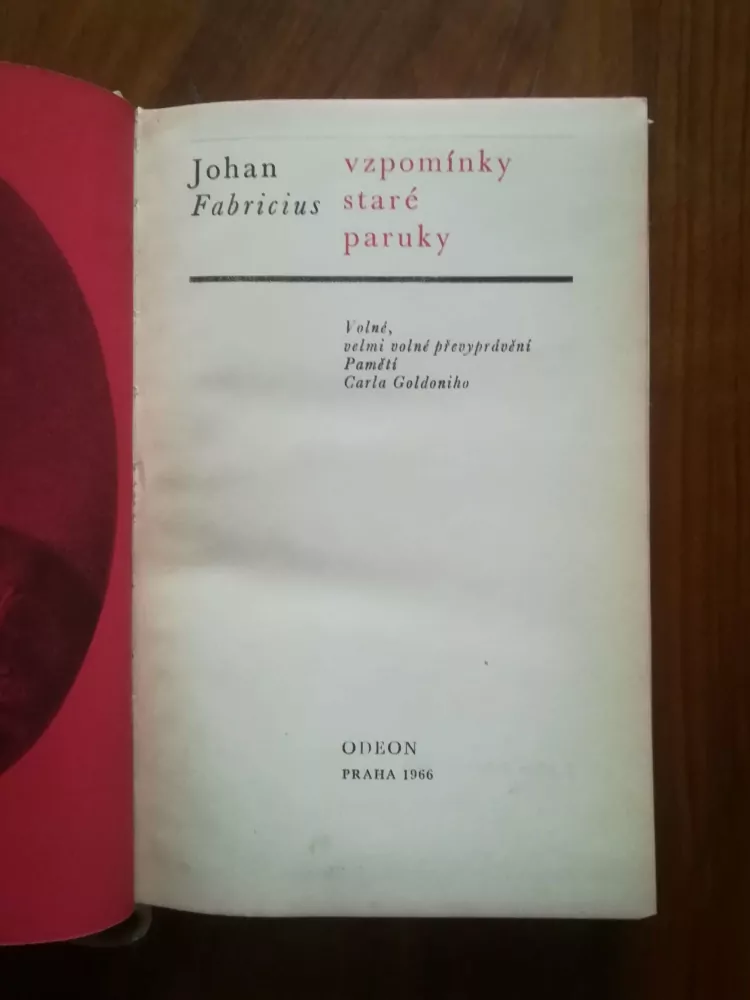 Johan
Fabricius
vzpomínky
staré
paruky
Volné,
velmi volné převyprávění
Pamětí
Carla Goldoniho
ODEON
PRAHA 1966